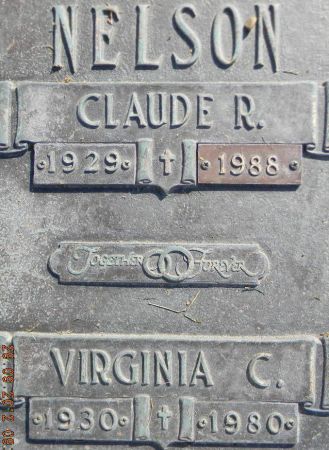 NELSON
CLAUDE R.
1929 1988
TOGETHER FOREVER
VIRGINIA C.
1930 1980